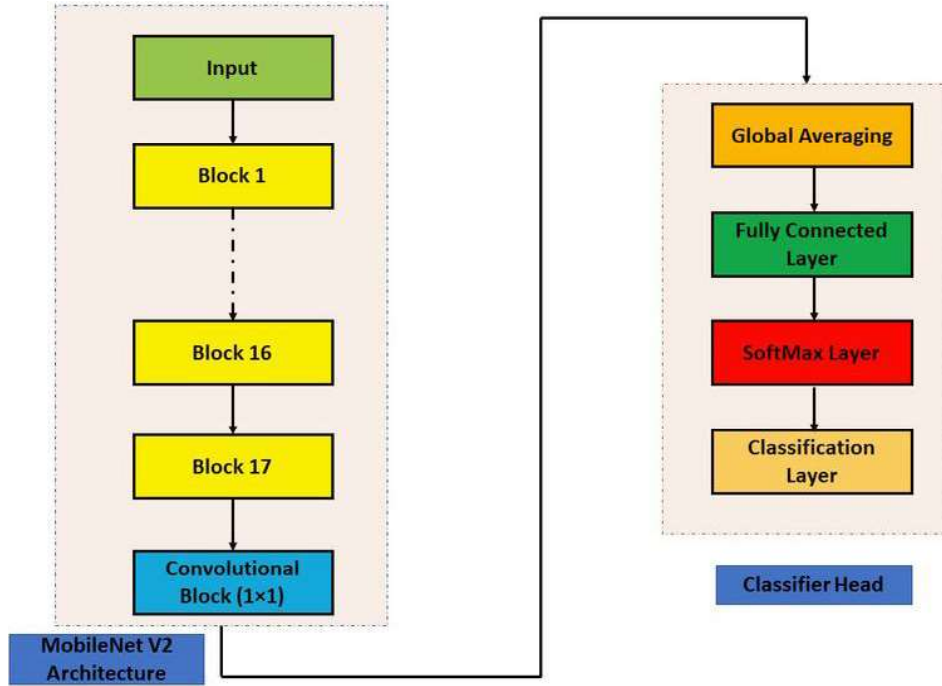 Input
Block 1
Block 16
Block 17
Convolutional
Block (1×1)
MobileNet V2
Architecture
Global Averaging
Fully Connected
Layer
SoftMax Layer
Classification
Layer
Classifier Head